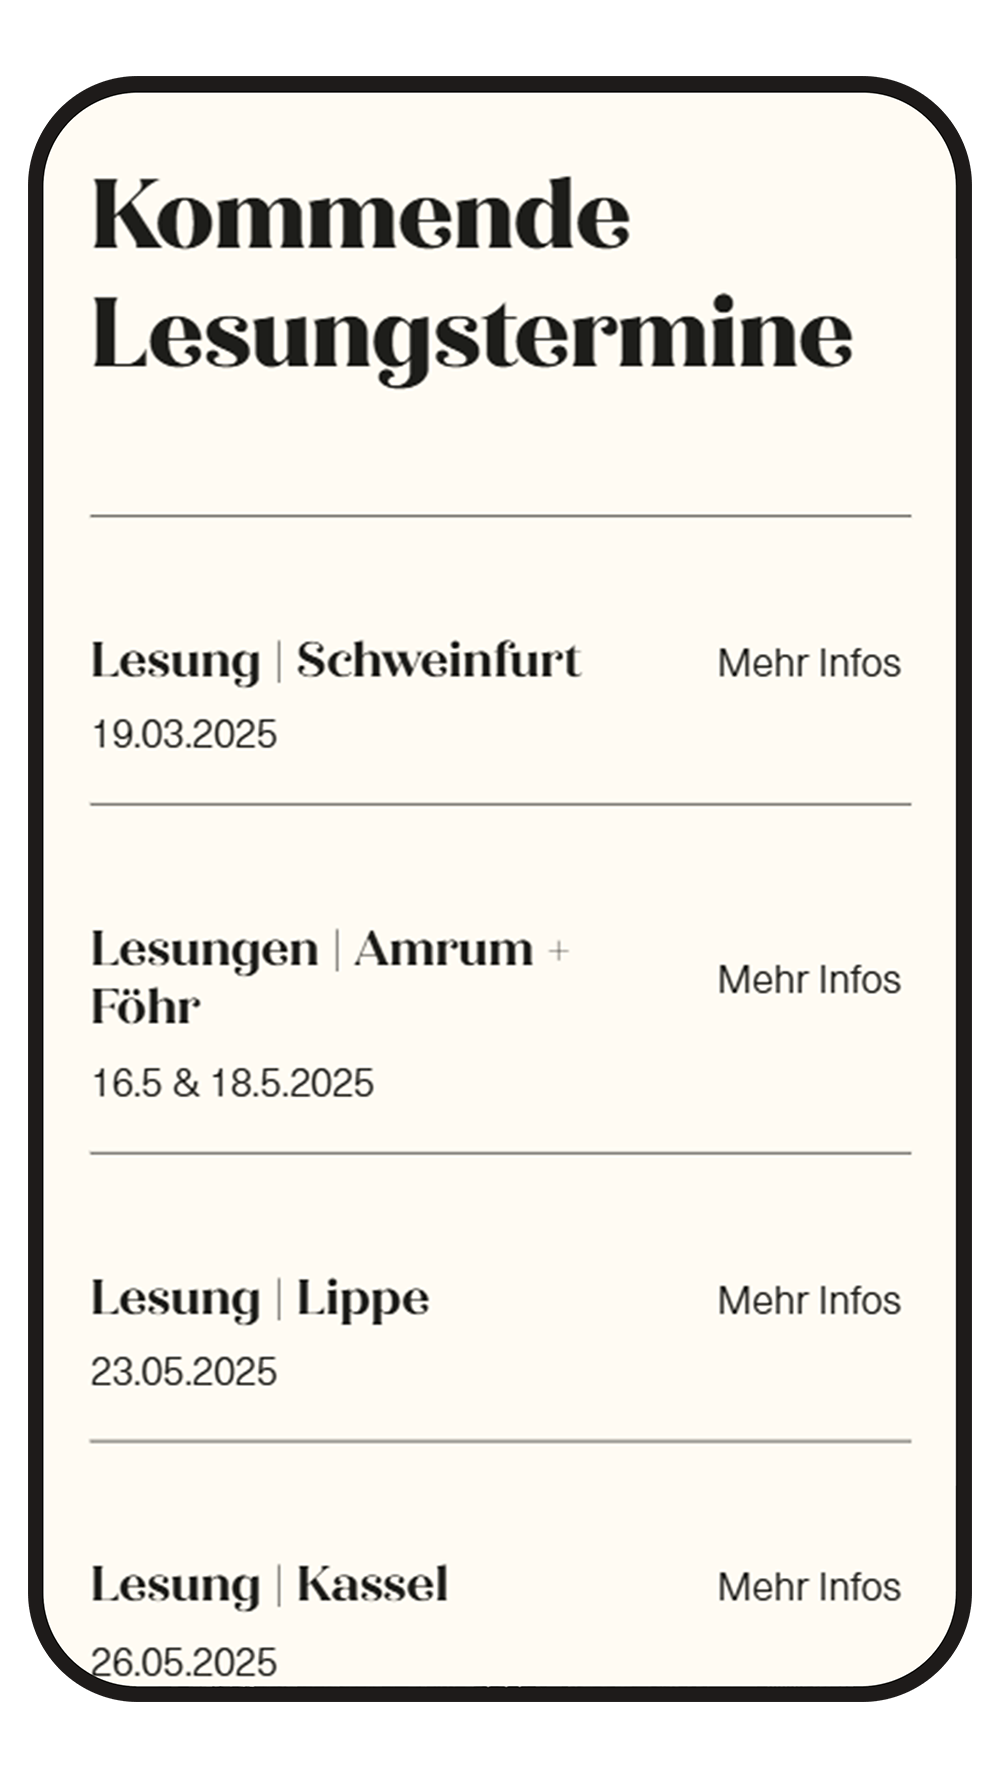 Kommende
Lesungstermine
Lesung | Schweinfurt
Mehr Infos
19.03.2025
Lesungen | Amrum +
Föhr
Mehr Infos
16.5 & 18.5.2025
Lesung | Lippe
Mehr Infos
23.05.2025
Lesung | Kassel
Mehr Infos
26.05.2025